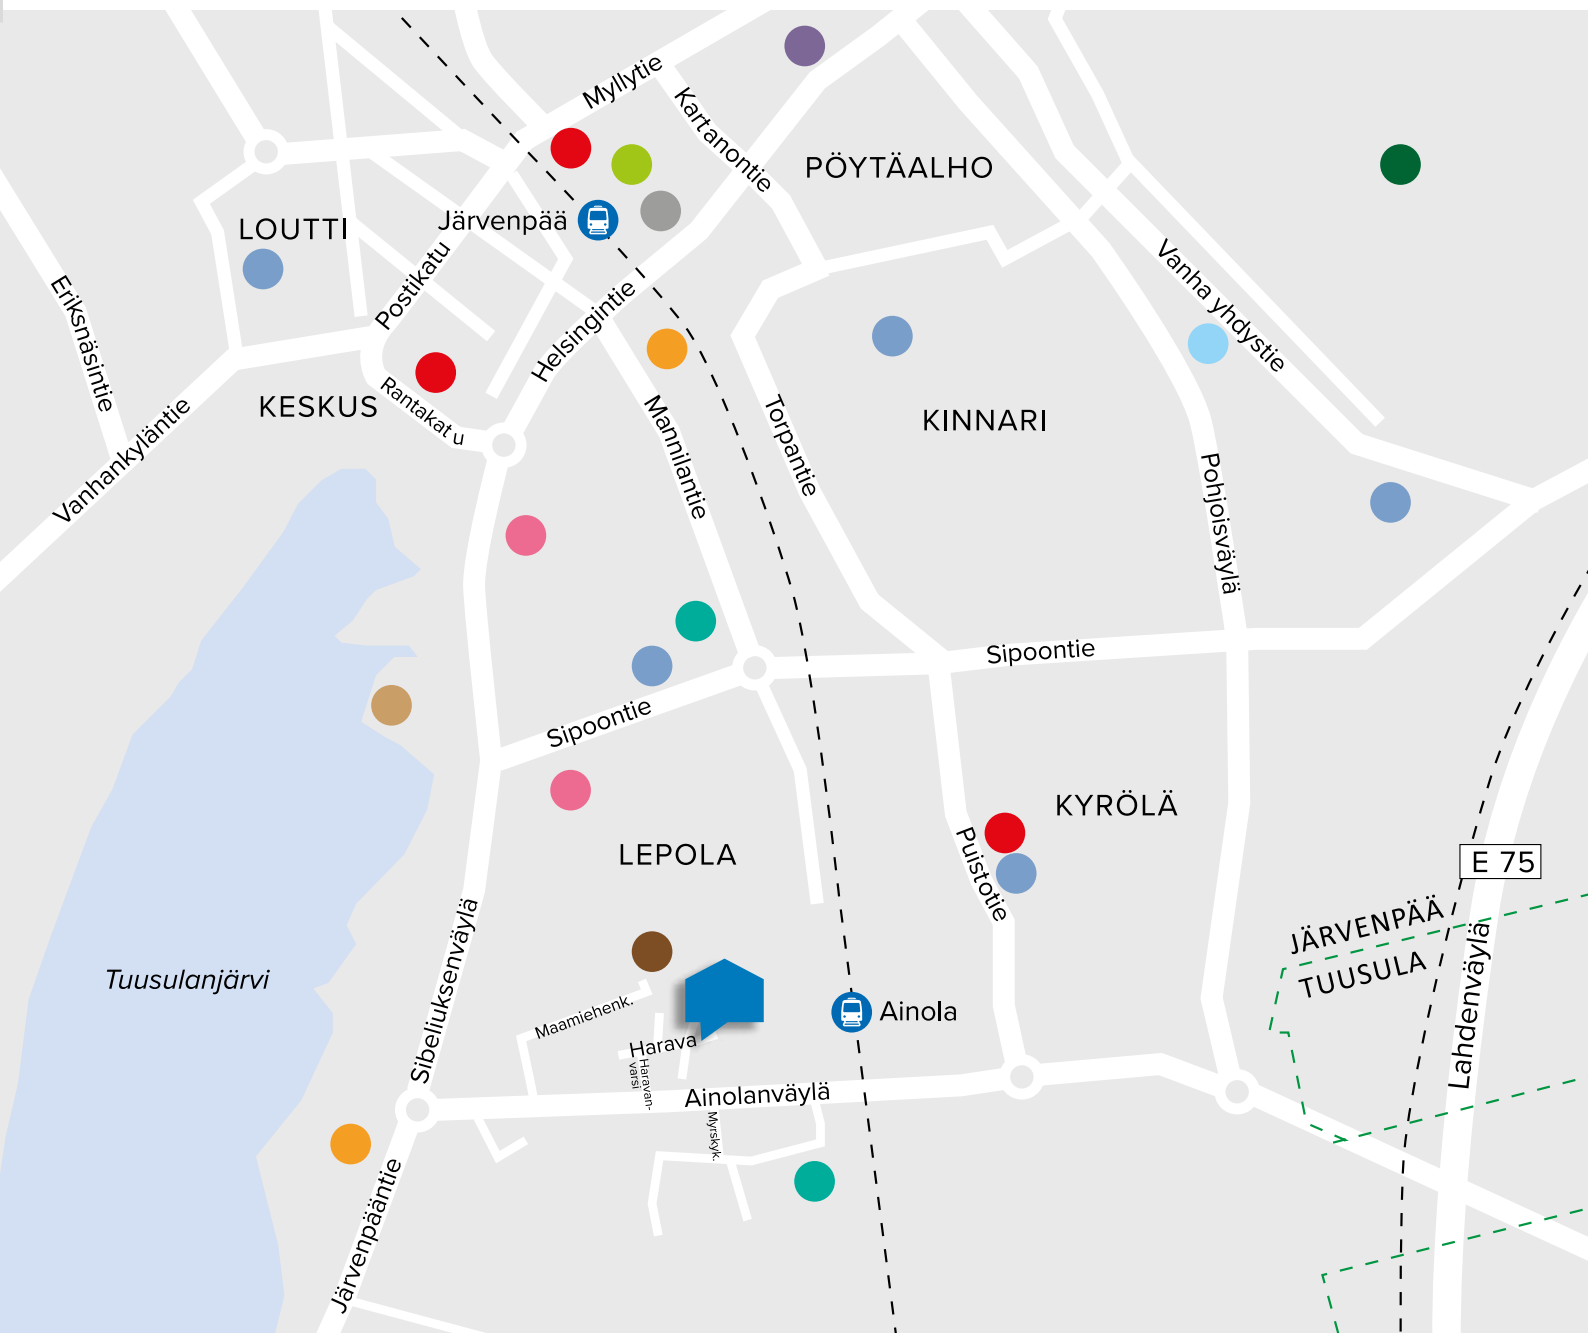 Myllytie
Kartanontie
PÖYTÄALHO
LOUTTI
Järvenpää
Postikatu
Eriksnäsintie
Helsingintie
Vanha yhdystie
KESKUS
Rantakatu
Vanhankyläntie
Mannilantie
Torpantie
KINNARI
Pohjoisväylä
Sipoontie
Sipoontie
KYRÖLÄ
LEPOLA
Puistotie
E 75
JÄRVENPÄÄ
TUUSULA
Lahdenväylä
Tuusulanjärvi
Sibeliuksenväylä
Maamiehenk.
Harava
Haravan-
varsi
Ainola
Ainolanväylä
Myrskyk.
Järvenpääntie